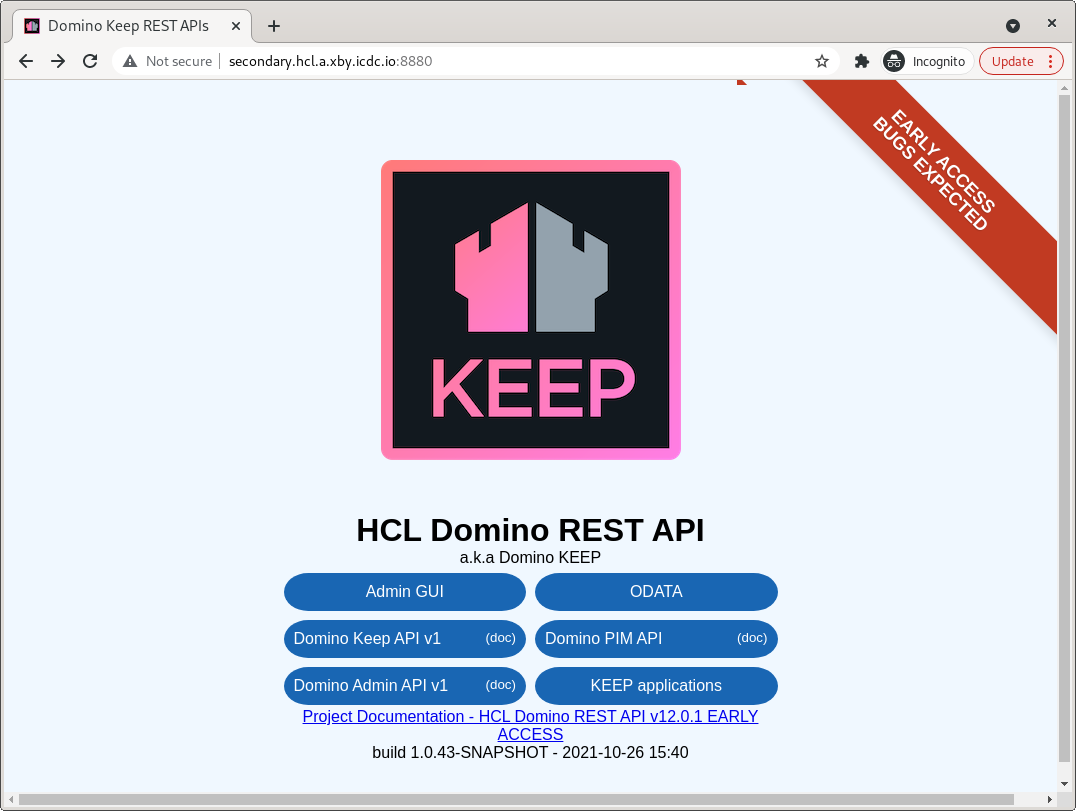 Domino Keep REST APIs
Not secure
secondary.hcl.a.xby.icdc.io:8880
Incognito
Update
EARLY ACCESS
BUGS EXPECTED
KEEP
HCL Domino REST API
a.k.a Domino KEEP
Admin GUI
ODATA
Domino Keep API v1 (doc)
Domino PIM API (doc)
Domino Admin API v1 (doc)
KEEP applications
Project Documentation - HCL Domino REST API v12.0.1 EARLY
ACCESS
build 1.0.43-SNAPSHOT - 2021-10-26 15:40